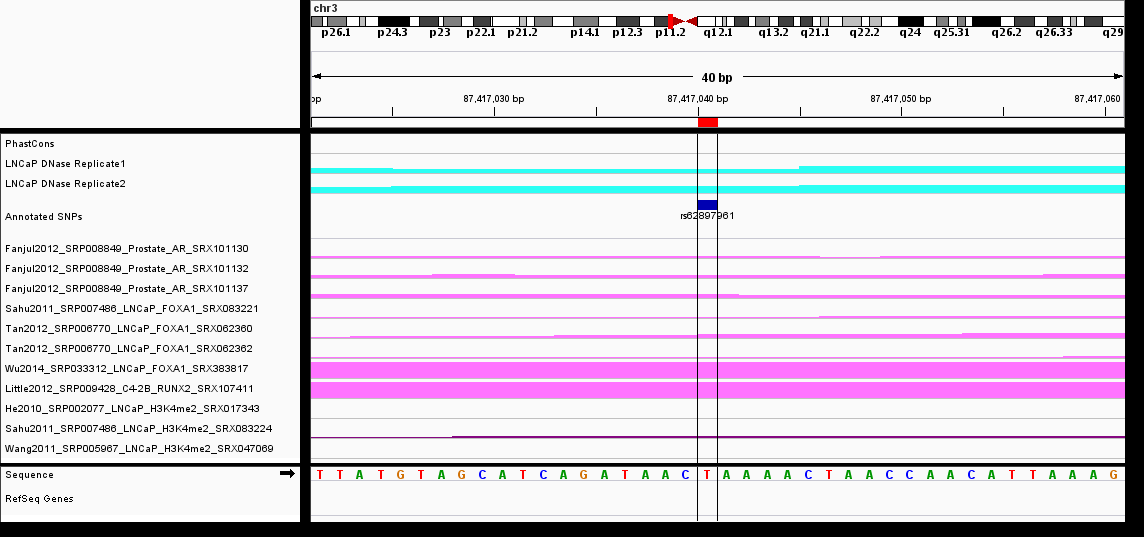 chr3
p26.1 p24.3 p23 p22.1 p21.2 p14.1 p12.3 p11.2 q12.1 q13.2 q21.1 q22.2 q24 q25.31 q26.2 q26.33 q29
40 bp
bp 87,417,030 bp 87,417,040 bp 87,417,050 bp 87,417,060
PhastCons
LNCaP DNase Replicate1
LNCaP DNase Replicate2
Annotated SNPs
rs62897961
Fanjul2012_SRP008849_Prostate_AR_SRX101130
Fanjul2012_SRP008849_Prostate_AR_SRX101132
Fanjul2012_SRP008849_Prostate_AR_SRX101137
Sahu2011_SRP007486_LNCaP_FOXA1_SRX083221
Tan2012_SRP006770_LNCaP_FOXA1_SRX062360
Tan2012_SRP006770_LNCaP_FOXA1_SRX062362
Wu2014_SRP033312_LNCaP_FOXA1_SRX383817
Little2012_SRP009428_C4-2B_RUNX2_SRX107411
He2010_SRP002077_LNCaP_H3K4me2_SRX017343
Sahu2011_SRP007486_LNCaP_H3K4me2_SRX083224
Wang2011_SRP005967_LNCaP_H3K4me2_SRX047069
Sequence T T A T G T A G C A T C A G A T A A C T A A A A C T A A C C A A C A T T A A A G
RefSeq Genes